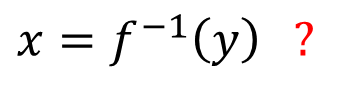 x = f⁻¹(y) ?